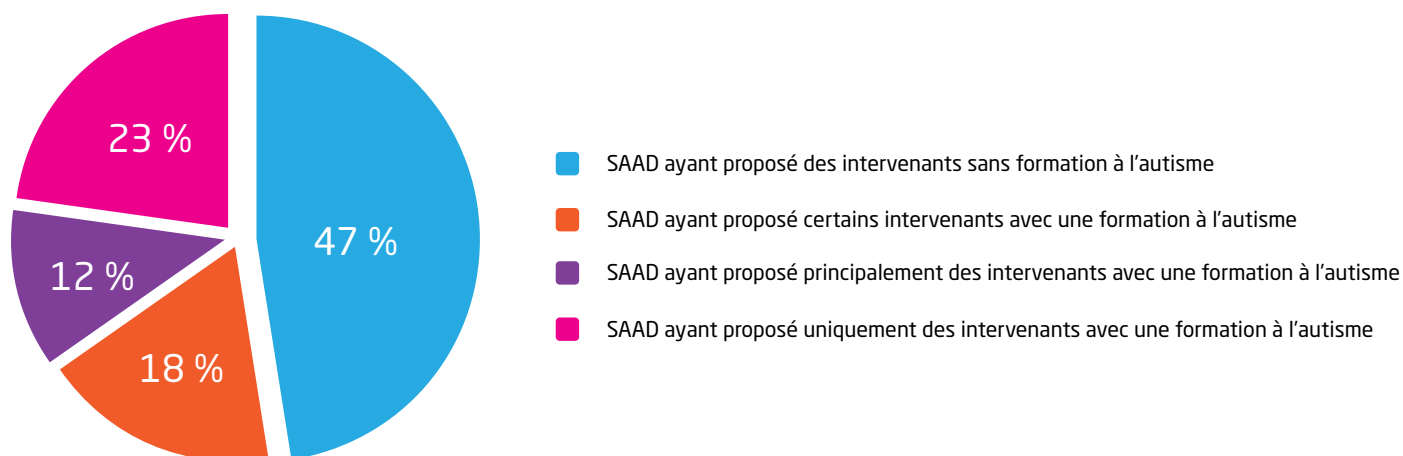 23 %
47 %
12 %
18 %
SAAD ayant proposé des intervenants sans formation à l’autisme
SAAD ayant proposé certains intervenants avec une formation à l’autisme
SAAD ayant proposé principalement des intervenants avec une formation à l’autisme
SAAD ayant proposé uniquement des intervenants avec une formation à l’autisme